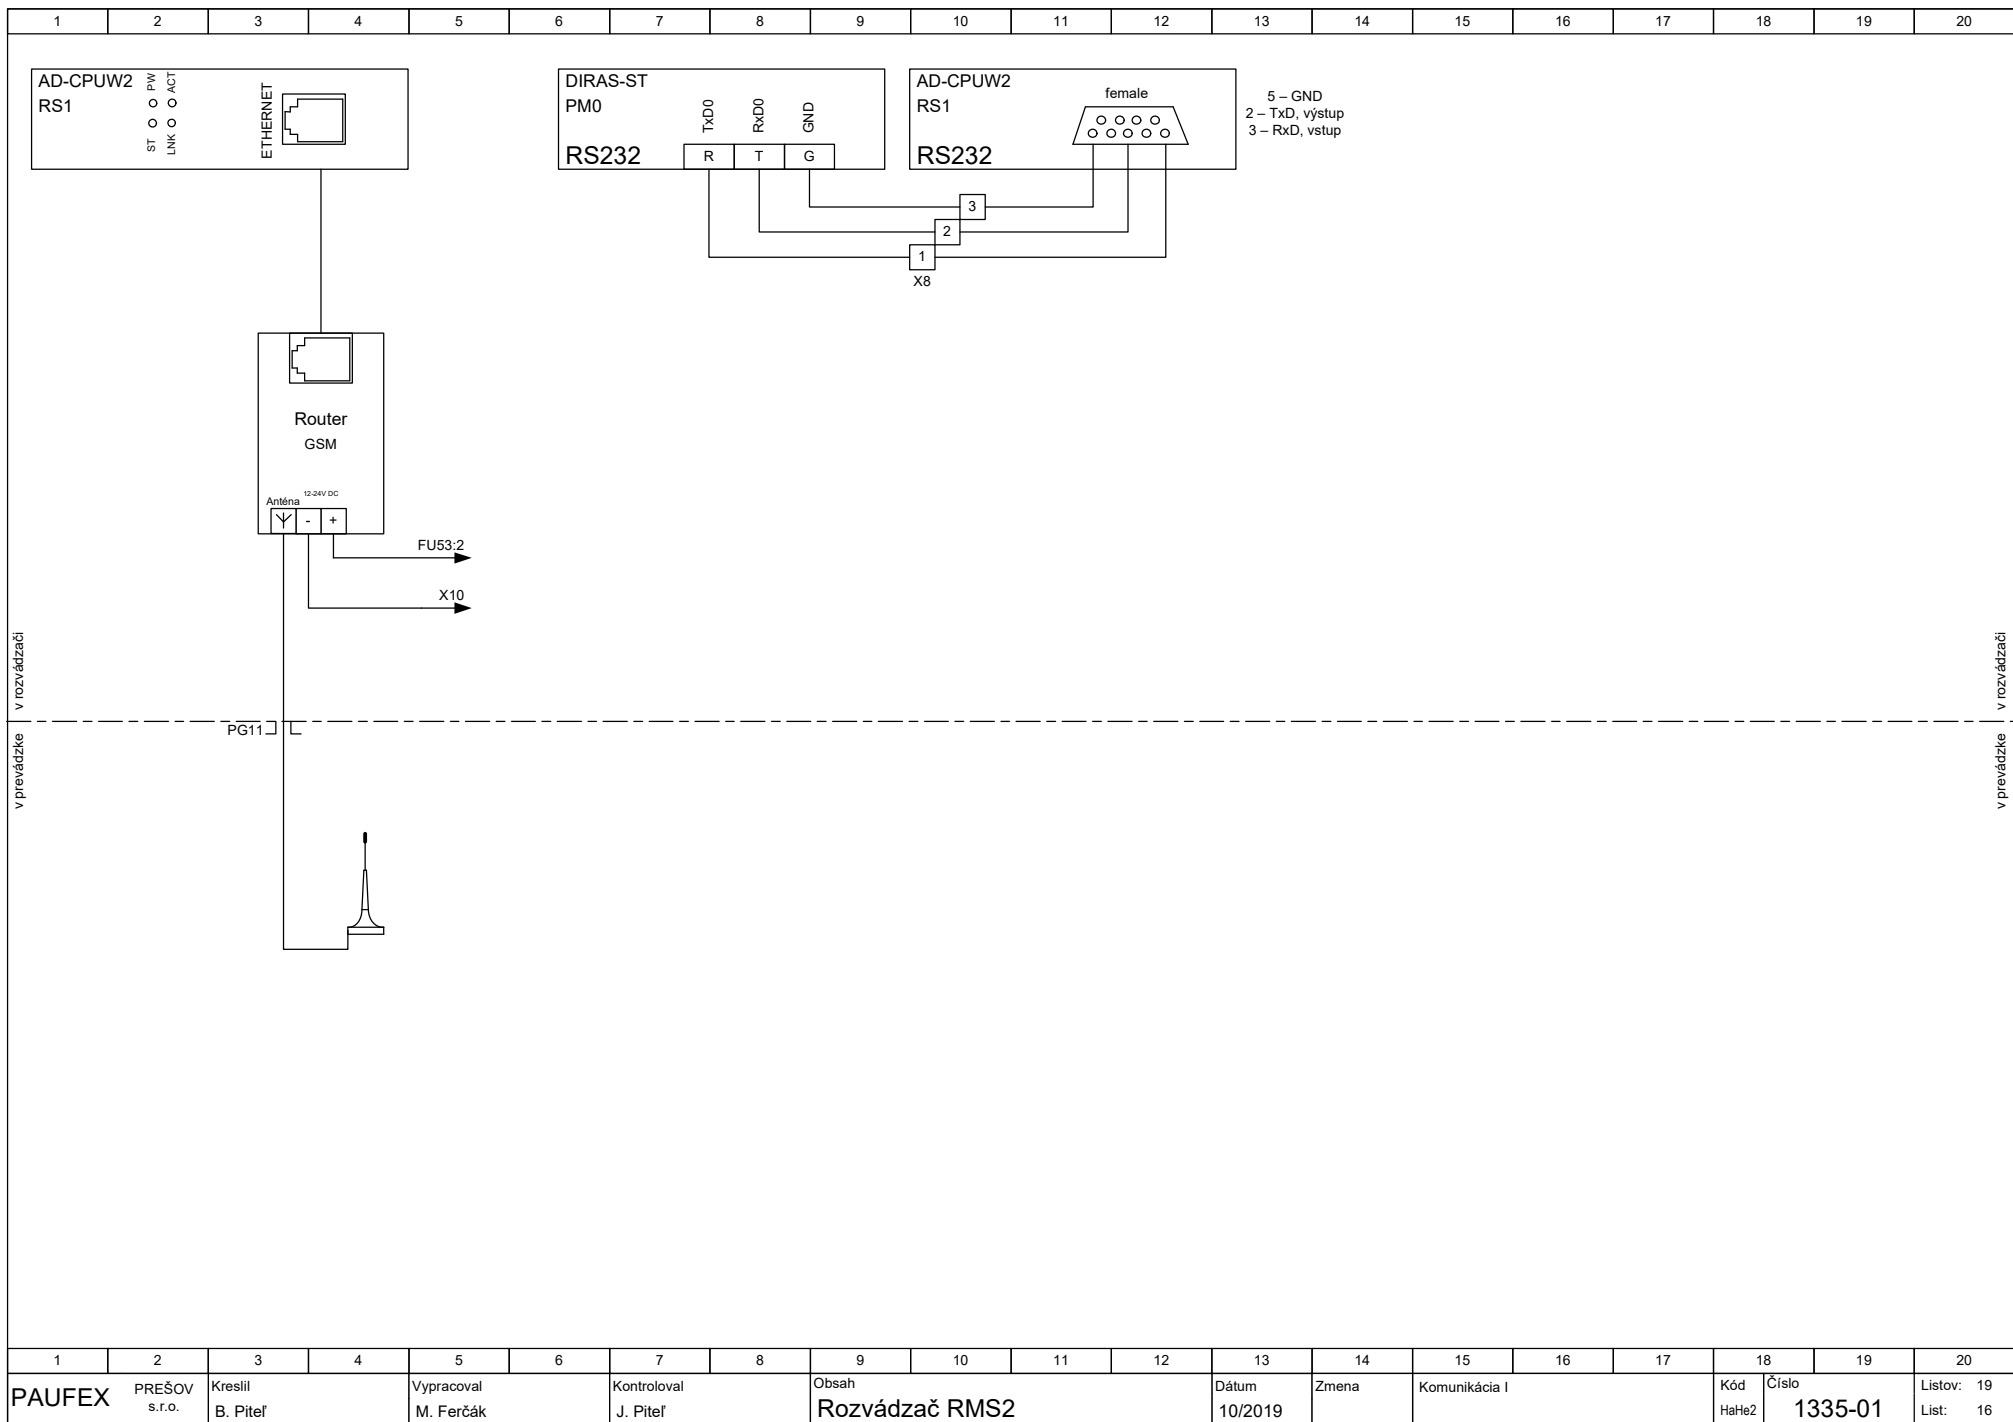 1 2 3 4 5 6 7 8 9 10 11 12 13 14 15 16 17 18 19 20
AD-CPUW2
RS1
PW
ACT
ST
LNK
ETHERNET
DIRAS-ST
PM0
RS232
TxD0
RxD0
GND
R T G
AD-CPUW2
RS1
RS232
female
5 – GND
2 – TxD, výstup
3 – RxD, vstup
3
2
1
X8
Router
GSM
12-24V DC
Anténa
- +
FU53:2
X10
v rozvádzači
v rozvádzači
PG11
v prevádzke
v prevádzke
1 2 3 4 5 6 7 8 9 10 11 12 13 14 15 16 17 18 19 20
PAUFEX
PREŠOV
s.r.o.
Kreslil
B. Piteľ
Vypracoval
M. Ferčák
Kontroloval
J. Piteľ
Obsah
Rozvádzač RMS2
Dátum
10/2019
Zmena
Komunikácia I
Kód
HaHe2
Číslo
1335-01
Listov: 19
List: 16